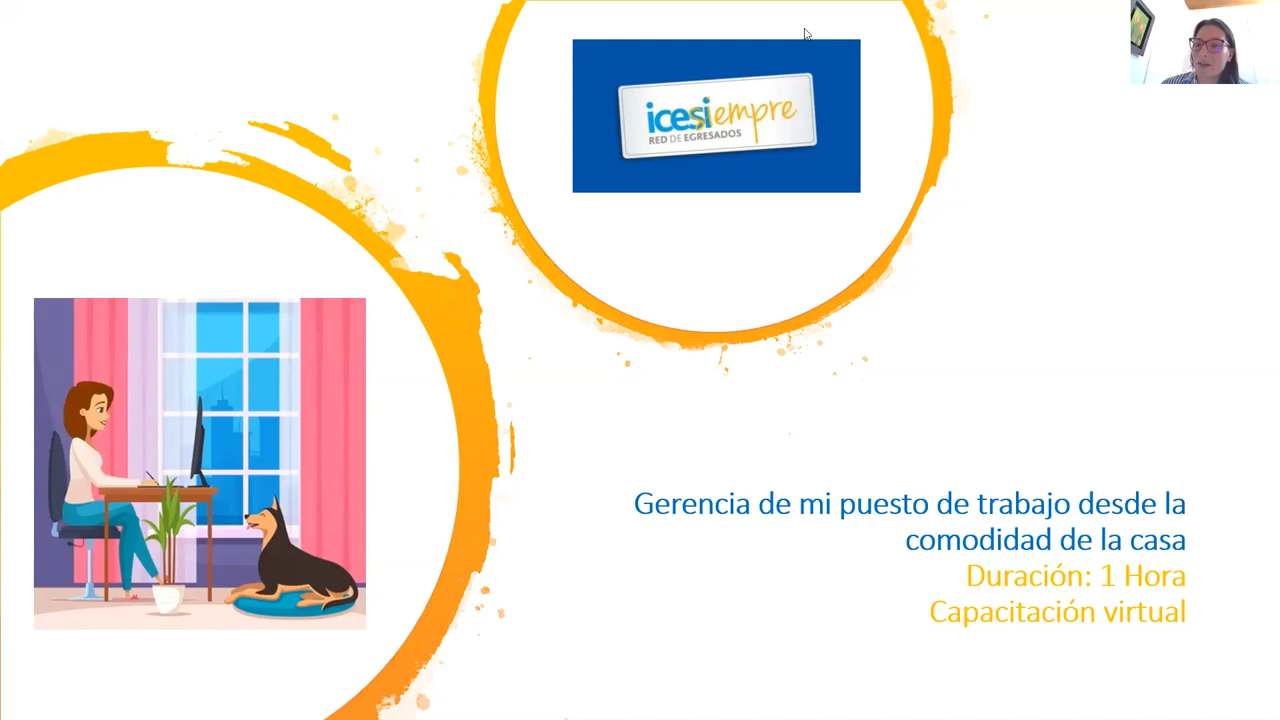 icesiempre
RED DE EGRESADOS
Gerencia de mi puesto de trabajo desde la
comodidad de la casa
Duración: 1 Hora
Capacitación virtual